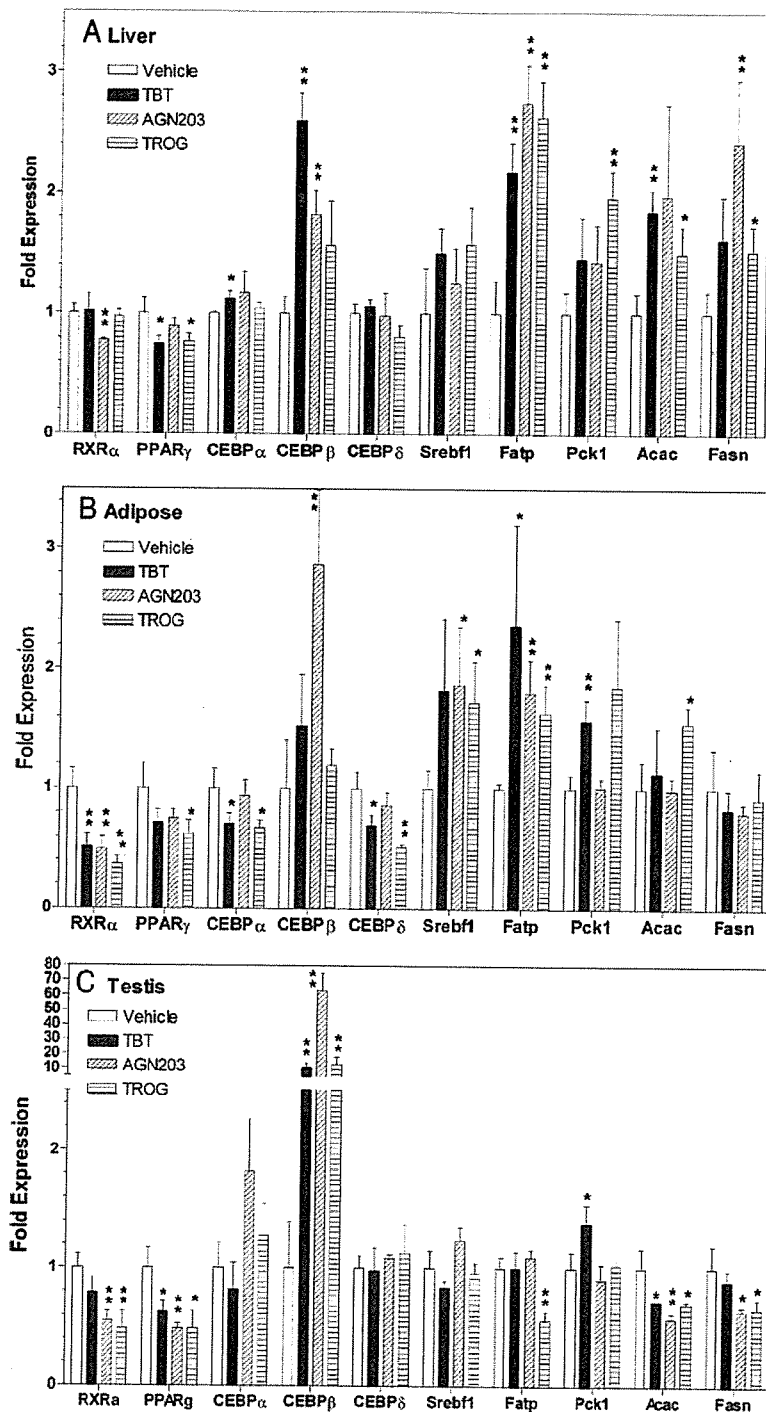 A Liver
Vehicle
TBT
AGN203
TROG
Fold Expression
3
2
1
0
** * * ** ** ** ** ** ** ** * ** *
RXRα PPARγ CEBPα CEBPβ CEBPδ Srebf1 Fatp Pck1 Acac Fasn
B Adipose
Vehicle
TBT
AGN203
TROG
Fold Expression
3
2
1
0
** ** ** * * * ** * ** * * * ** ** ** *
RXRα PPARγ CEBPα CEBPβ CEBPδ Srebf1 Fatp Pck1 Acac Fasn
C Testis
Vehicle
TBT
AGN203
TROG
Fold Expression
80
70
60
50
40
30
20
10
2
1
0
** ** * ** * ** ** ** ** * * ** * * *
RXRa PPARg CEBPα CEBPβ CEBPδ Srebf1 Fatp Pck1 Acac Fasn